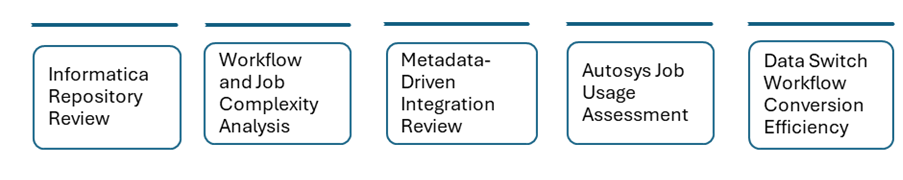 Informatica
Repository
Review
Workflow
and Job
Complexity
Analysis
Metadata-
Driven
Integration
Review
Autosys Job
Usage
Assessment
Data Switch
Workflow
Conversion
Efficiency